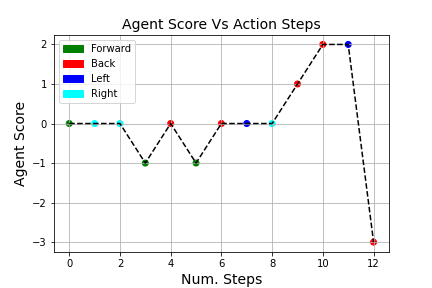 Agent Score Vs Action Steps
Forward
Back
Left
Right
Agent Score
2
1
0
−1
−2
−3
0 2 4 6 8 10 12
Num. Steps